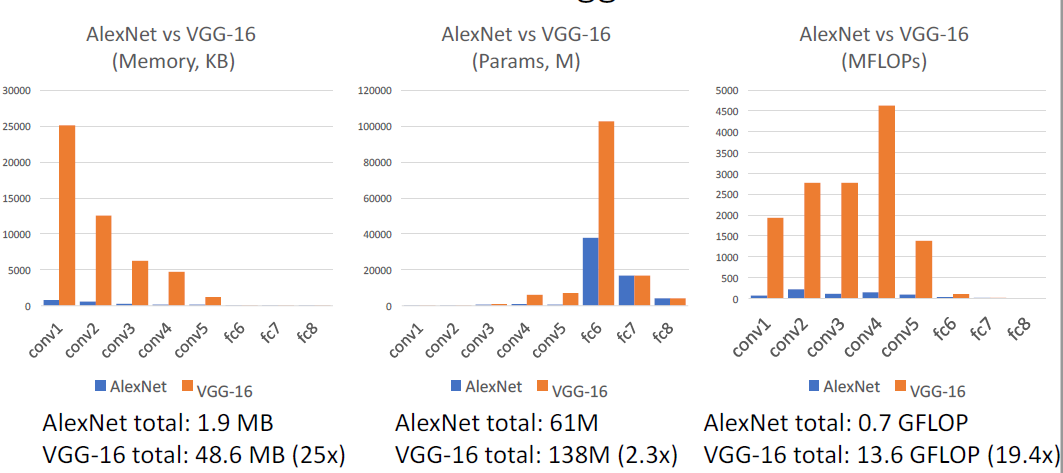 AlexNet vs VGG-16
(Memory, KB)
30000
25000
20000
15000
10000
5000
0
conv1 conv2 conv3 conv4 conv5 fc6 fc7 fc8
AlexNet VGG-16
AlexNet total: 1.9 MB
VGG-16 total: 48.6 MB (25x)
AlexNet vs VGG-16
(Params, M)
120000
100000
80000
60000
40000
20000
0
conv1 conv2 conv3 conv4 conv5 fc6 fc7 fc8
AlexNet VGG-16
AlexNet total: 61M
VGG-16 total: 138M (2.3x)
AlexNet vs VGG-16
(MFLOPs)
5000
4500
4000
3500
3000
2500
2000
1500
1000
500
0
conv1 conv2 conv3 conv4 conv5 fc6 fc7 fc8
AlexNet VGG-16
AlexNet total: 0.7 GFLOP
VGG-16 total: 13.6 GFLOP (19.4x)